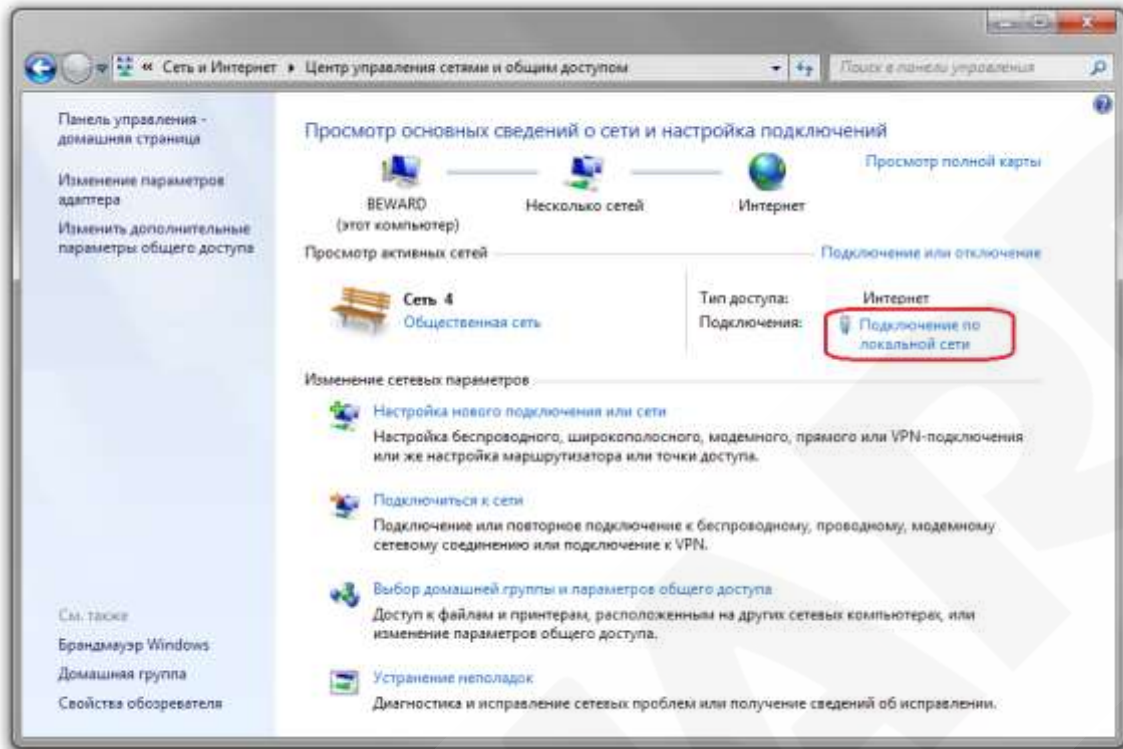 « Сеть и Интернет ▸ Центр управления сетями и общим доступом
Поиск в панели управления
Панель управления -
домашняя страница
Изменение параметров
адаптера
Изменить дополнительные
параметры общего доступа
См. также
Брандмауэр Windows
Домашняя группа
Свойства обозревателя
Просмотр основных сведений о сети и настройка подключений
Просмотр полной карты
BEWARD
(этот компьютер)
Несколько сетей
Интернет
Просмотр активных сетей
Подключение или отключение
Сеть 4
Общественная сеть
Тип доступа: Интернет
Подключения: Подключение по
локальной сети
Изменение сетевых параметров
Настройка нового подключения или сети
Настройка беспроводного, широкополосного, модемного, прямого или VPN-подключения
или же настройка маршрутизатора или точки доступа.
Подключиться к сети
Подключение или повторное подключение к беспроводному, проводному, модемному
сетевому соединению или подключение к VPN.
Выбор домашней группы и параметров общего доступа
Доступ к файлам и принтерам, расположенным на других сетевых компьютерах, или
изменение параметров общего доступа.
Устранение неполадок
Диагностика и исправление сетевых проблем или получение сведений об исправлении.